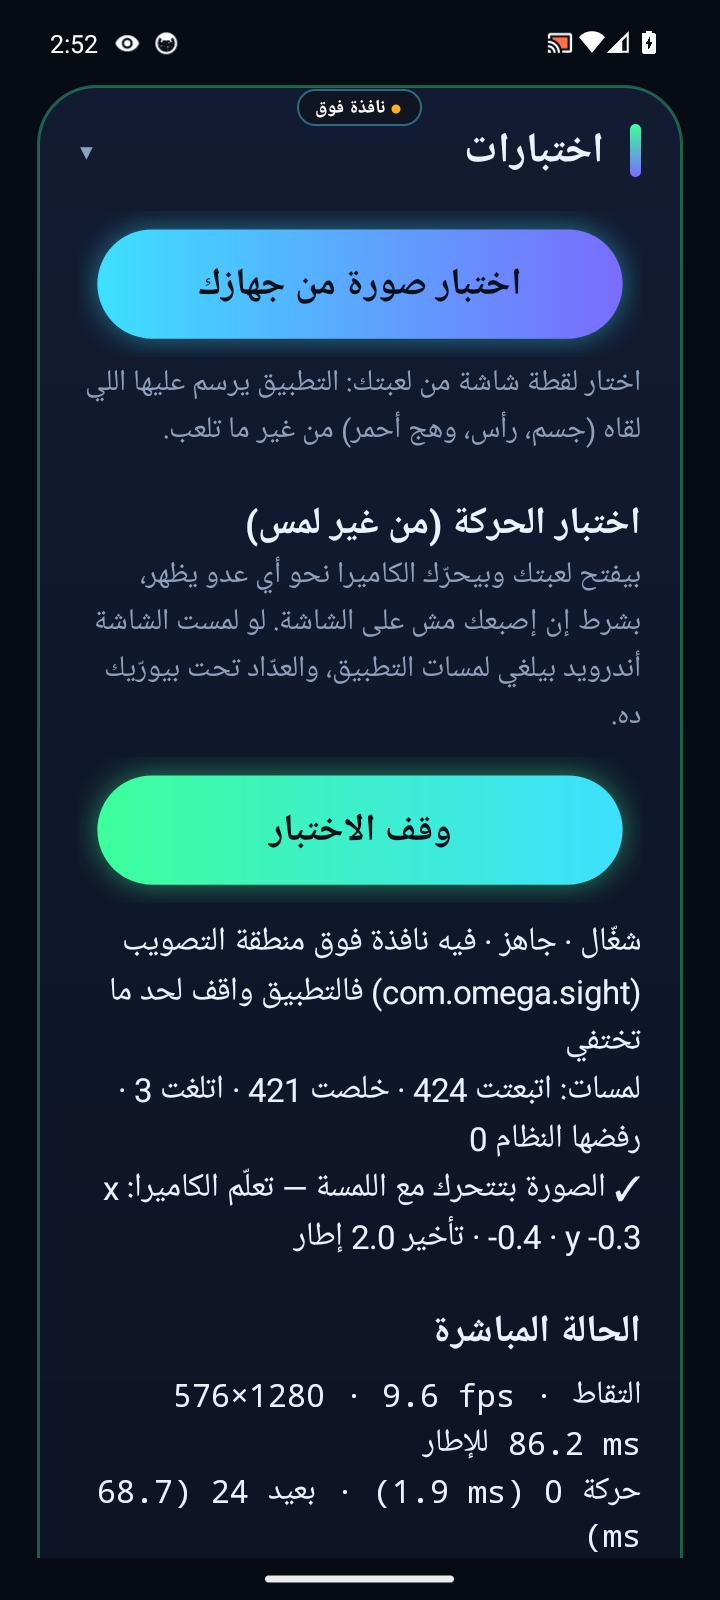 2:52
نافذة فوق
اختبارات
اختبار صورة من جهازك
اختار لقطة شاشة من لعبتك: التطبيق يرسم عليها اللي
لقاه (جسم، رأس، وهج أحمر) من غير ما تلعب.
اختبار الحركة (من غير لمس)
بيفتح لعبتك وبيحرّك الكاميرا نحو أي عدو يظهر،
بشرط إن إصبعك مش على الشاشة. لو لمست الشاشة
أندرويد بيلغي لمسات التطبيق، والعدّاد تحت بيورّيك
ده.
وقف الاختبار
شغّال · جاهز · فيه نافذة فوق منطقة التصويب
(com.omega.sight) فالتطبيق واقف لحد ما
تختفي
لمسات: اتبعتت 424 · خلصت 421 · اتلغت 3 ·
رفضها النظام 0
✓ الصورة بتتحرك مع اللمسة — تعلّم الكاميرا: x
-0.4 · y -0.3 · تأخير 2.0 إطار
الحالة المباشرة
التقاط · 9.6 fps · 576×1280
86.2 ms للإطار
حركة 0 (1.9 ms) · بعيد 24 (68.7
ms)